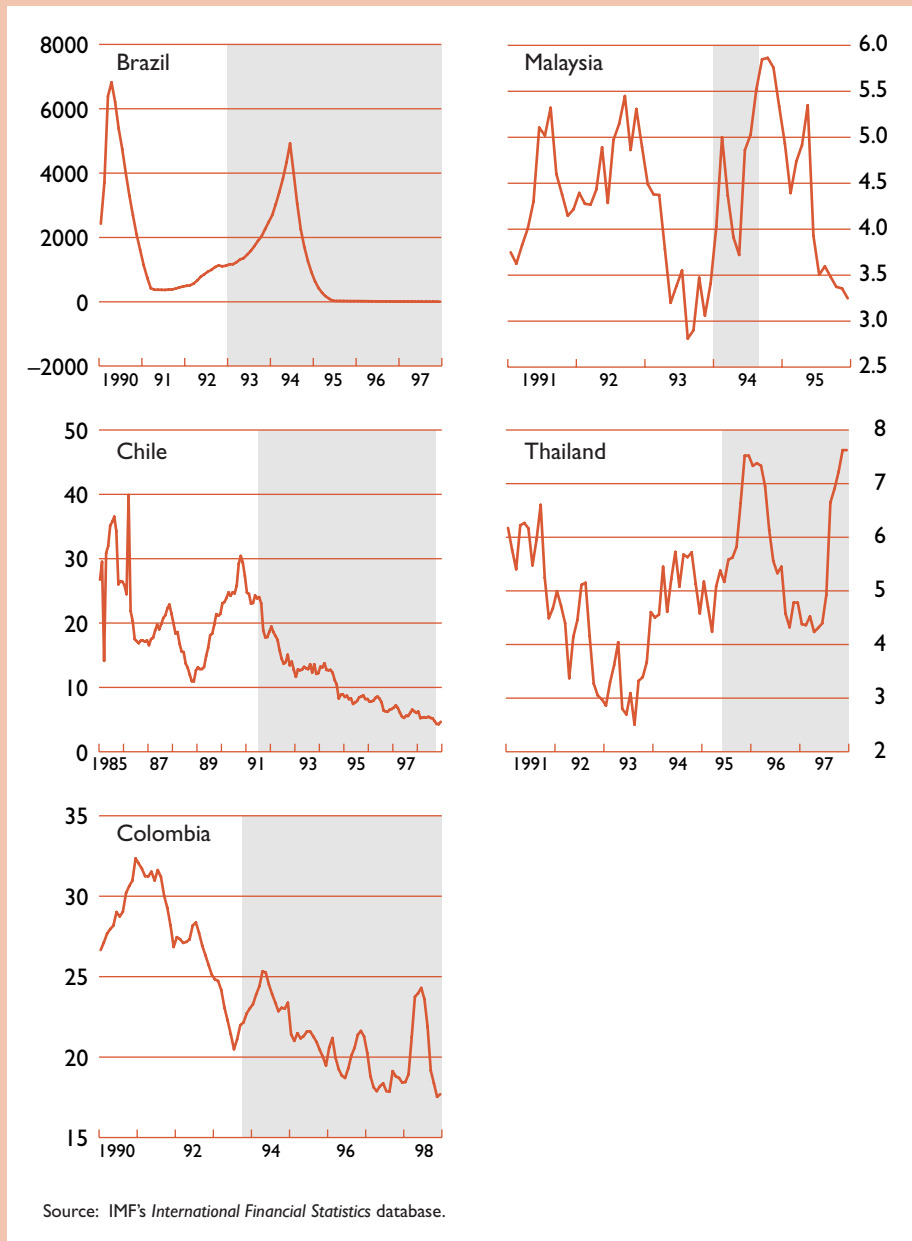 Brazil
8000
6000
4000
2000
0
–2000
1990 91 92 93 94 95 96 97
Malaysia
6.0
5.5
5.0
4.5
4.0
3.5
3.0
2.5
1991 92 93 94 95
Chile
50
40
30
20
10
0
1985 87 89 91 93 95 97
Thailand
8
7
6
5
4
3
2
1991 92 93 94 95 96 97
Colombia
35
30
25
20
15
1990 92 94 96 98
Source: IMF's International Financial Statistics database.